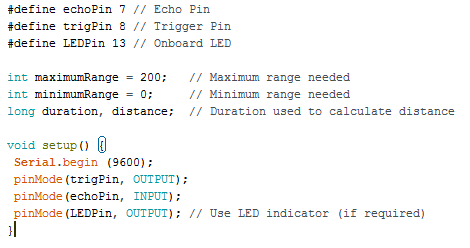 #define echoPin 7 // Echo Pin
#define trigPin 8 // Trigger Pin
#define LEDPin 13 // Onboard LED
int maximumRange = 200;   // Maximum range needed
int minimumRange = 0;     // Minimum range needed
long duration, distance;  // Duration used to calculate distance
void setup() {
 Serial.begin (9600);
 pinMode(trigPin, OUTPUT);
 pinMode(echoPin, INPUT);
 pinMode(LEDPin, OUTPUT); // Use LED indicator (if required)
}